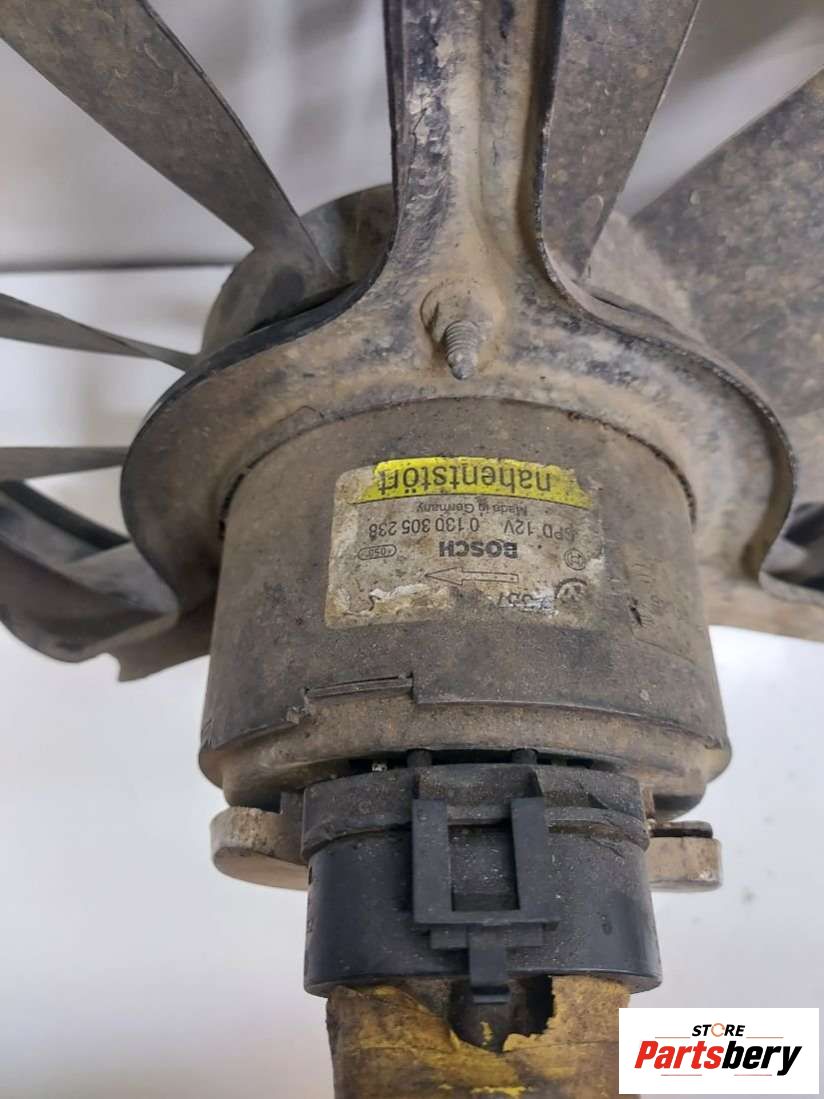 nahentstört
Made in Germany
GPD 12V 0 130 305 238
BOSCH
STORE
Partsbery